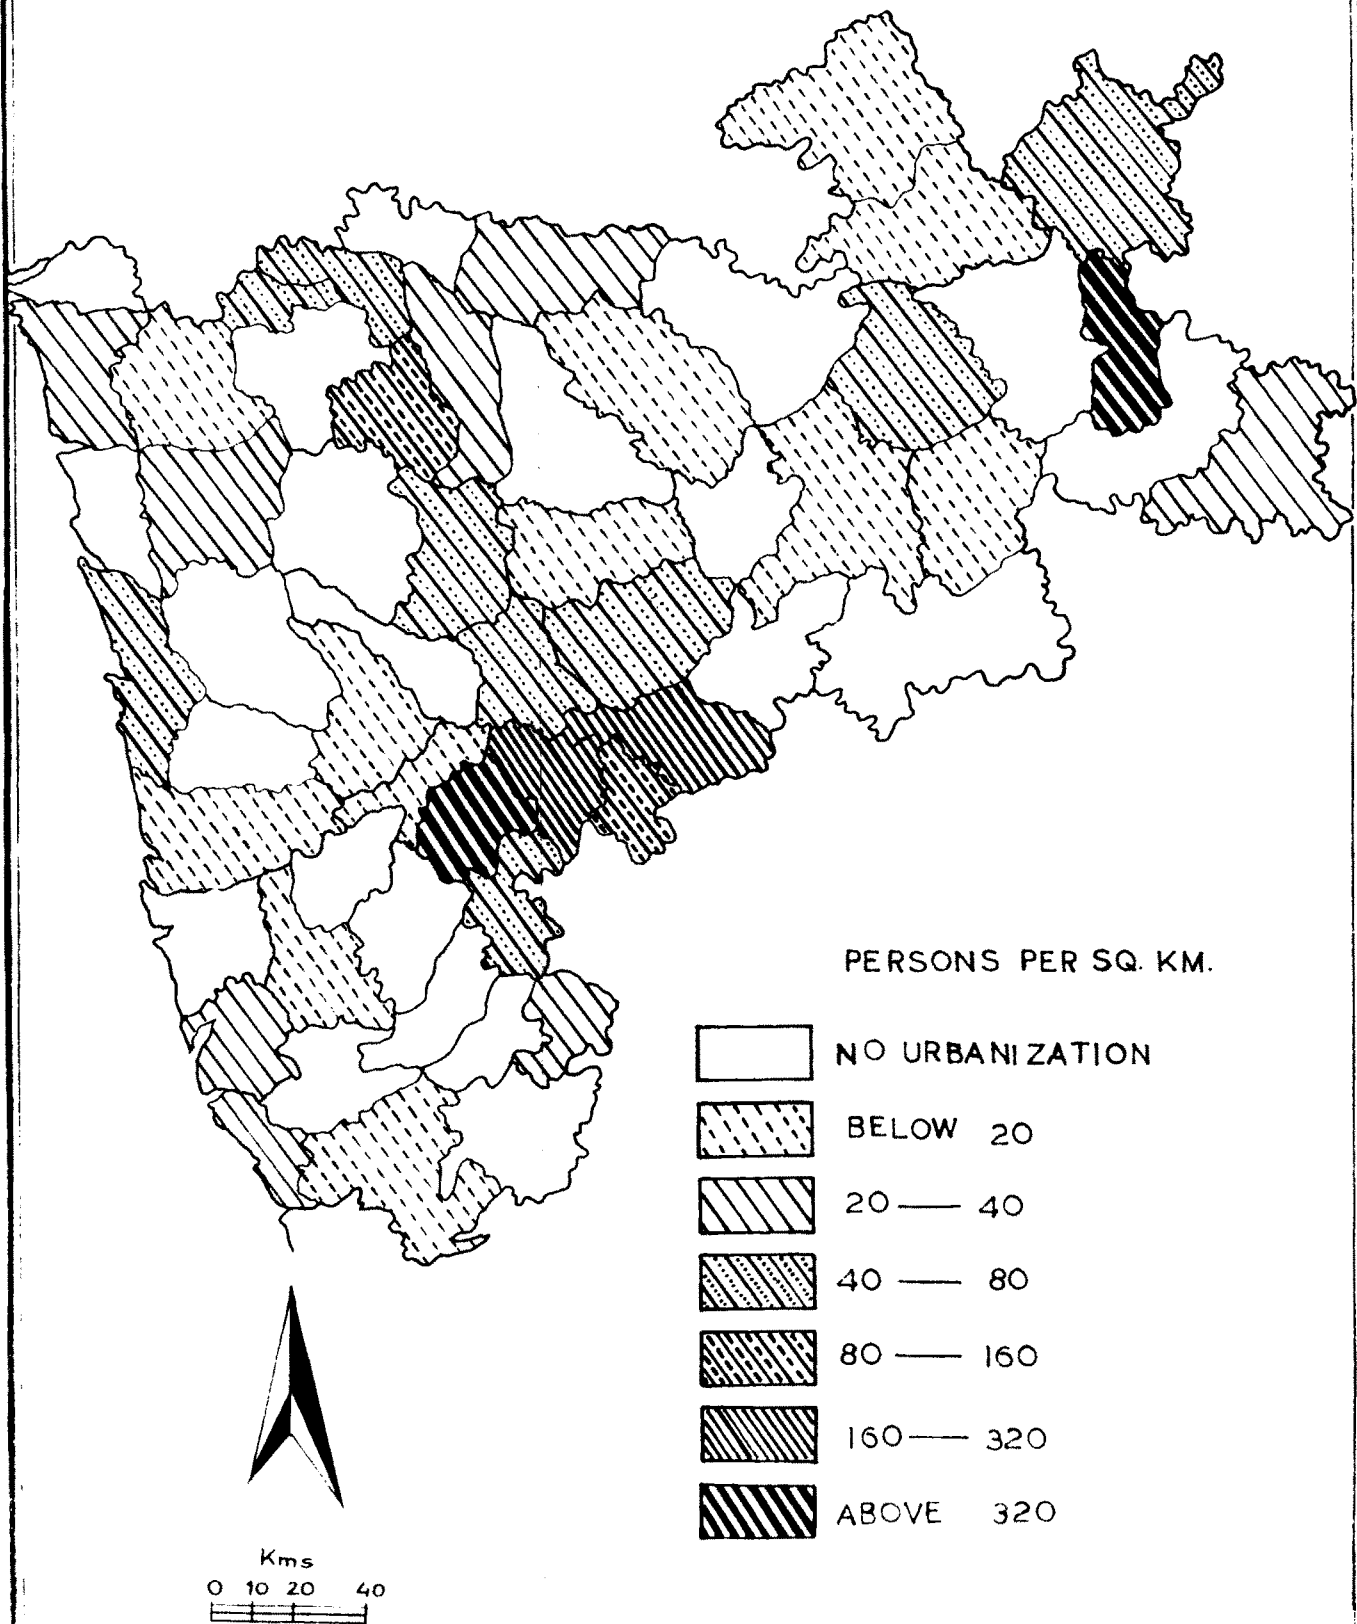 PERSONS PER SQ. KM.
NO URBANIZATION
BELOW 20
20 — 40
40 — 80
80 — 160
160 — 320
ABOVE 320
Kms
0 10 20 40